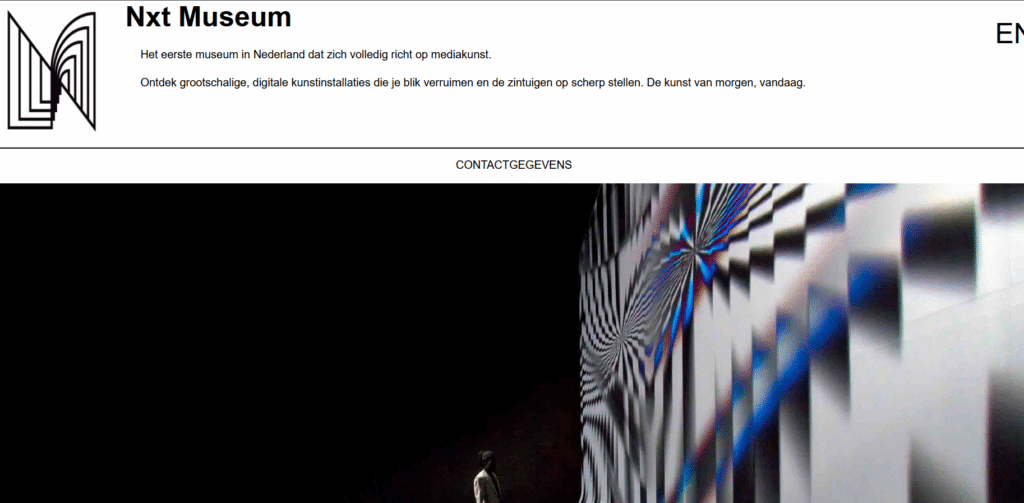 Nxt Museum
EN
Het eerste museum in Nederland dat zich volledig richt op mediakunst.
Ontdek grootschalige, digitale kunstinstallaties die je blik verruimen en de zintuigen op scherp stellen. De kunst van morgen, vandaag.
CONTACTGEGEVENS